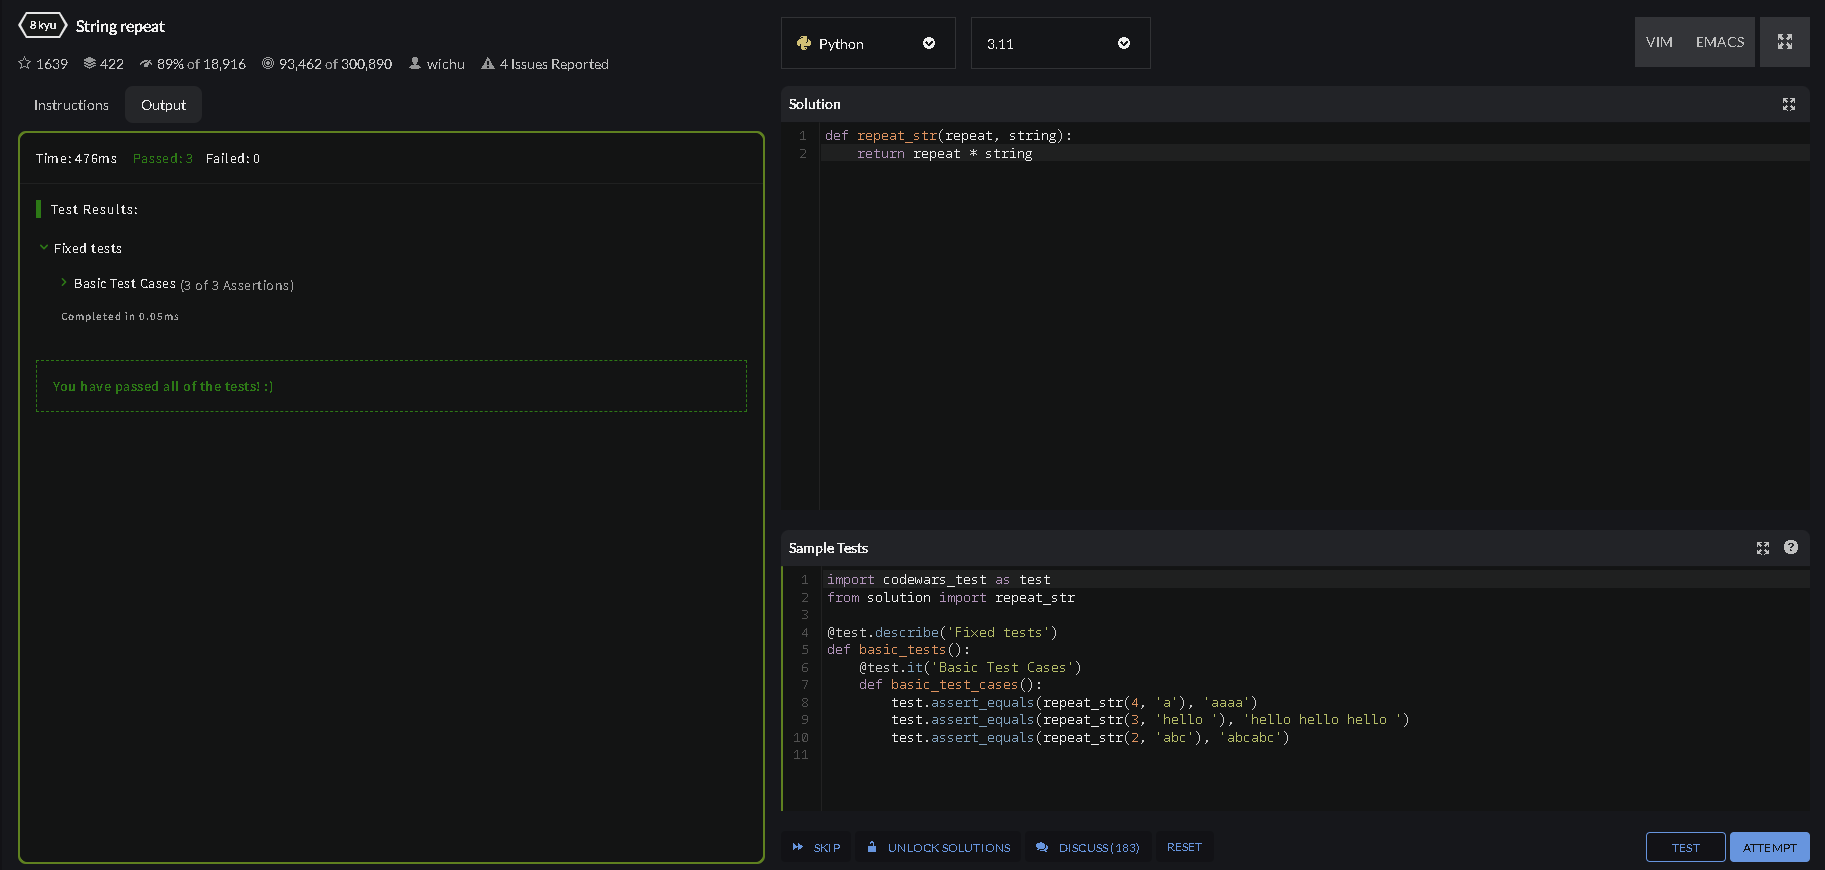 8 kyu String repeat
1639 422 89% of 18,916 93,462 of 300,890 wichu 4 Issues Reported
Instructions Output
Time: 476ms Passed: 3 Failed: 0
Test Results:
Fixed tests
Basic Test Cases (3 of 3 Assertions)
Completed in 0.05ms
You have passed all of the tests! :)
Python 3.11 VIM EMACS
Solution
1 def repeat_str(repeat, string):
2     return repeat * string
Sample Tests ?
1 import codewars_test as test
2 from solution import repeat_str
3
4 @test.describe('Fixed tests')
5 def basic_tests():
6     @test.it('Basic Test Cases')
7     def basic_test_cases():
8         test.assert_equals(repeat_str(4, 'a'), 'aaaa')
9         test.assert_equals(repeat_str(3, 'hello '), 'hello hello hello ')
10         test.assert_equals(repeat_str(2, 'abc'), 'abcabc')
11
SKIP UNLOCK SOLUTIONS DISCUSS (183) RESET TEST ATTEMPT